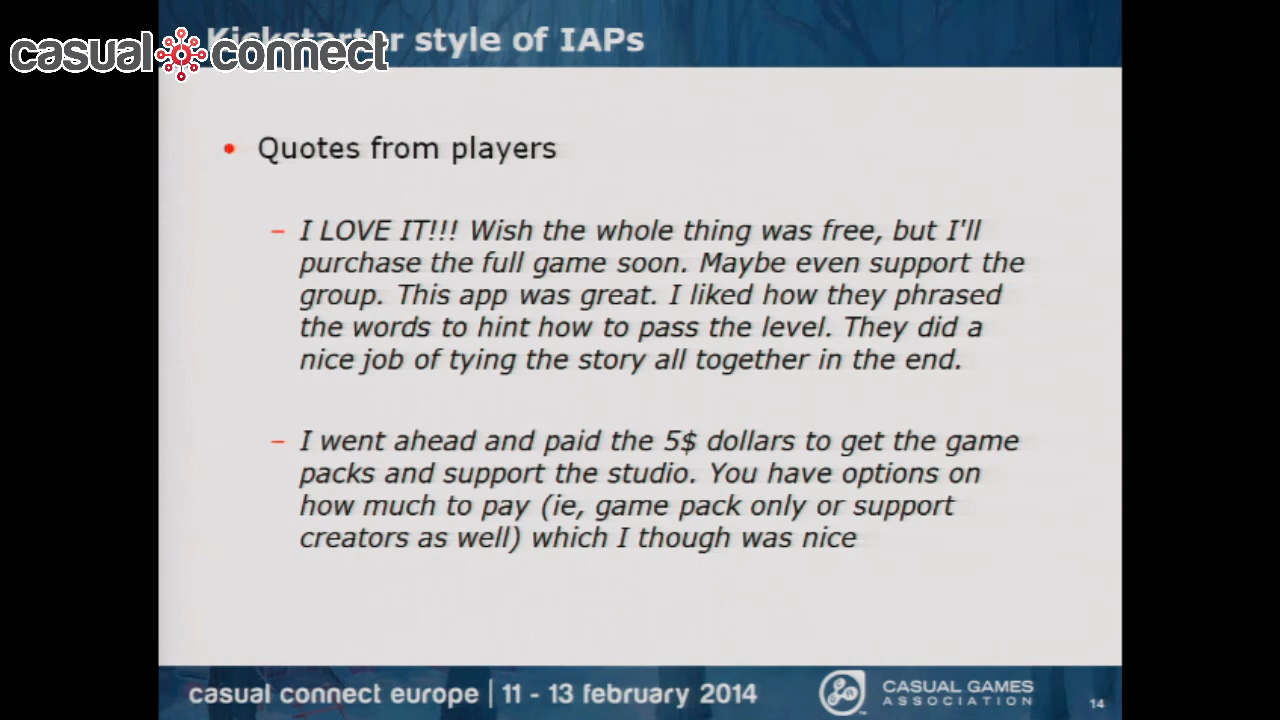 Kickstarter style of IAPs
casual connect
• Quotes from players
– I LOVE IT!!! Wish the whole thing was free, but I'll
purchase the full game soon. Maybe even support the
group. This app was great. I liked how they phrased
the words to hint how to pass the level. They did a
nice job of tying the story all together in the end.
– I went ahead and paid the 5$ dollars to get the game
packs and support the studio. You have options on
how much to pay (ie, game pack only or support
creators as well) which I though was nice
casual connect europe | 11 - 13 february 2014
CASUAL GAMES
ASSOCIATION
14